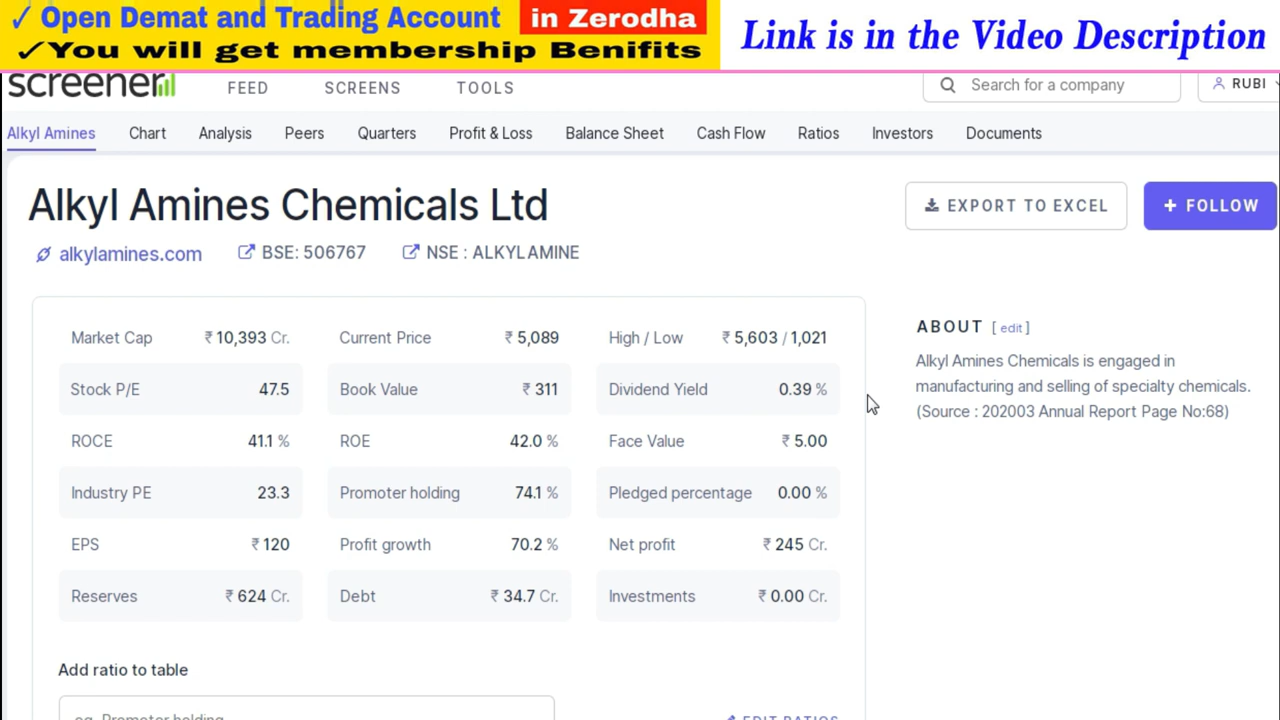 ✓ Open Demat and Trading Account in Zerodha
✓You will get membership Benifits
Link is in the Video Description
screener
FEED SCREENS TOOLS
Search for a company
RUBI
Alkyl Amines Chart Analysis Peers Quarters Profit & Loss Balance Sheet Cash Flow Ratios Investors Documents
Alkyl Amines Chemicals Ltd
EXPORT TO EXCEL
+ FOLLOW
alkylamines.com BSE: 506767 NSE : ALKYLAMINE
Market Cap ₹ 10,393 Cr. Current Price ₹ 5,089 High / Low ₹ 5,603 / 1,021
Stock P/E 47.5 Book Value ₹ 311 Dividend Yield 0.39 %
ROCE 41.1 % ROE 42.0 % Face Value ₹ 5.00
Industry PE 23.3 Promoter holding 74.1 % Pledged percentage 0.00 %
EPS ₹ 120 Profit growth 70.2 % Net profit ₹ 245 Cr.
Reserves ₹ 624 Cr. Debt ₹ 34.7 Cr. Investments ₹ 0.00 Cr.
Add ratio to table
eg. Promoter holding
EDIT RATIOS
ABOUT [ edit ]
Alkyl Amines Chemicals is engaged in
manufacturing and selling of specialty chemicals.
(Source : 202003 Annual Report Page No:68)